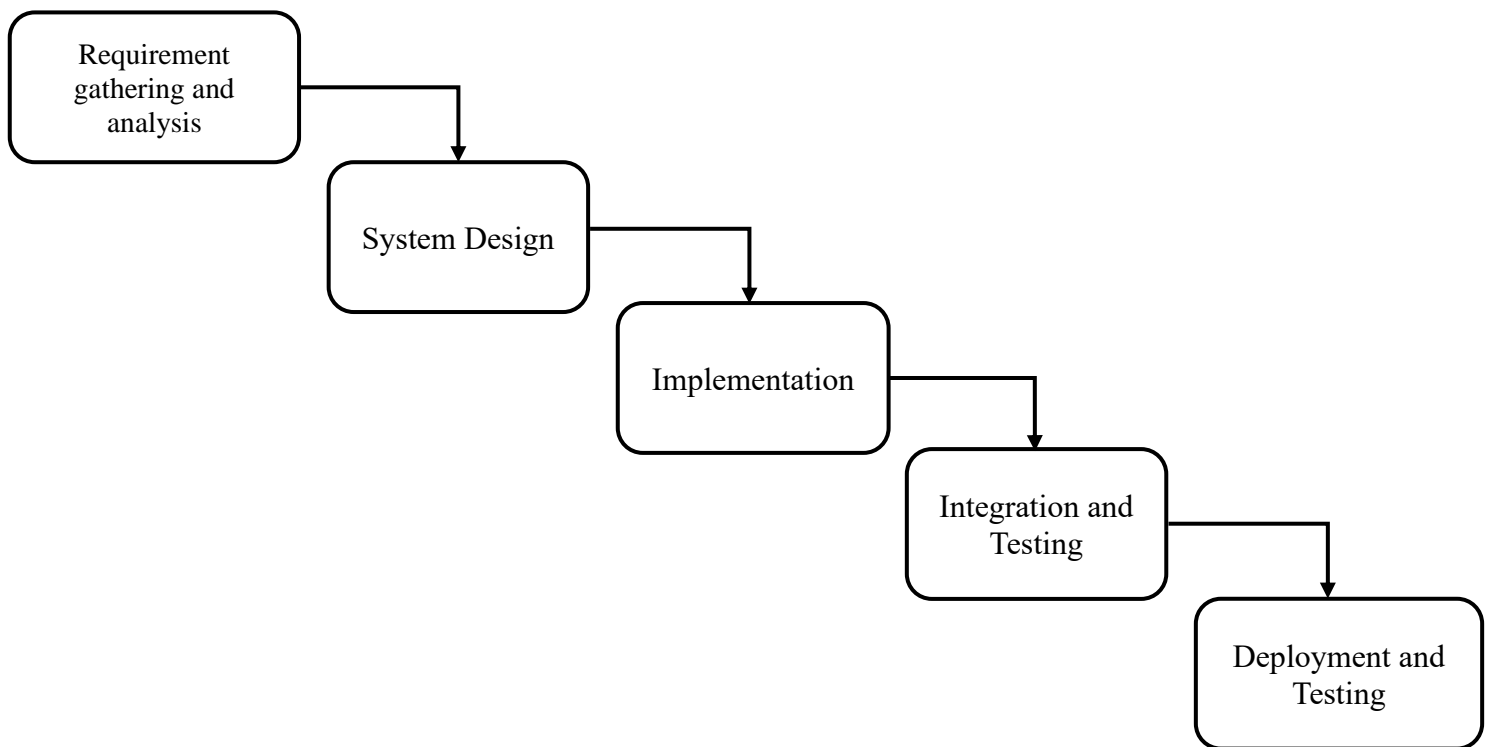 Requirement
gathering and
analysis
System Design
Implementation
Integration and
Testing
Deployment and
Testing